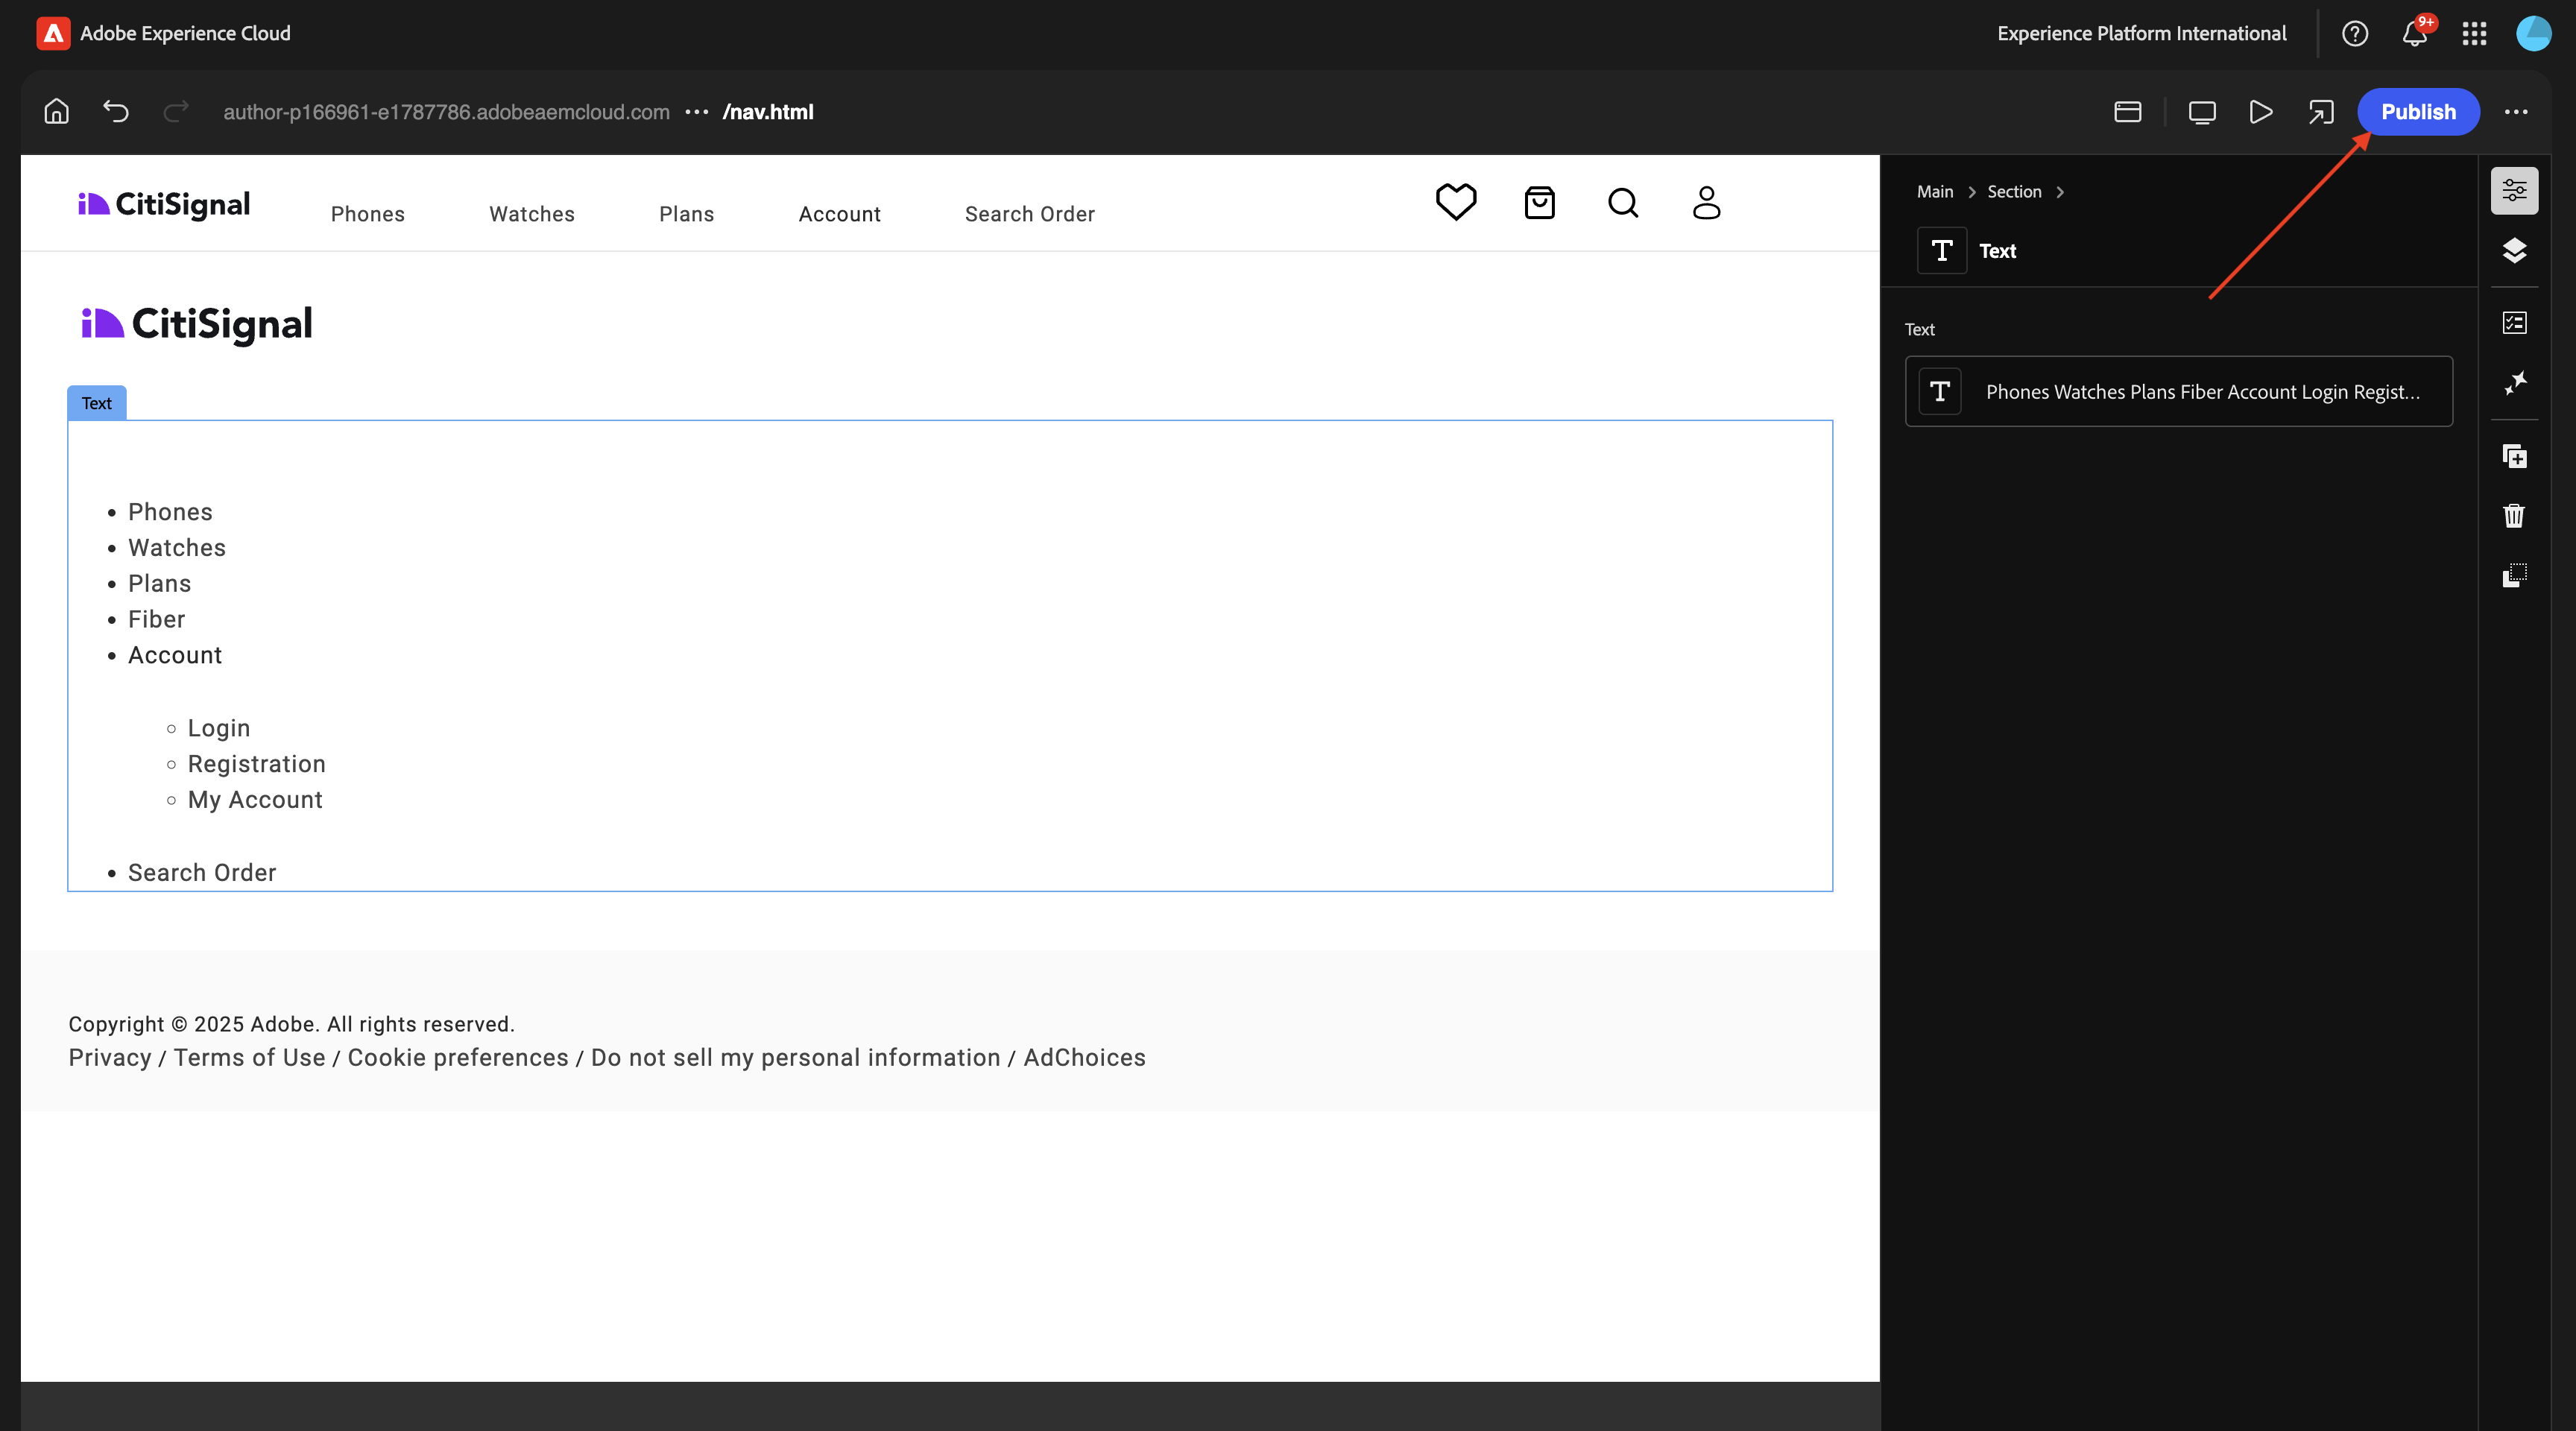 Adobe Experience Cloud
Experience Platform International
9+
author-p166961-e1787786.adobeaemcloud.com ••• /nav.html
Publish
CitiSignal
Phones Watches Plans Account Search Order
Main > Section >
Text
CitiSignal
Text
Phones Watches Plans Fiber Account Login Regist...
Text
• Phones
• Watches
• Plans
• Fiber
• Account
◦ Login
◦ Registration
◦ My Account
• Search Order
Copyright © 2025 Adobe. All rights reserved.
Privacy / Terms of Use / Cookie preferences / Do not sell my personal information / AdChoices